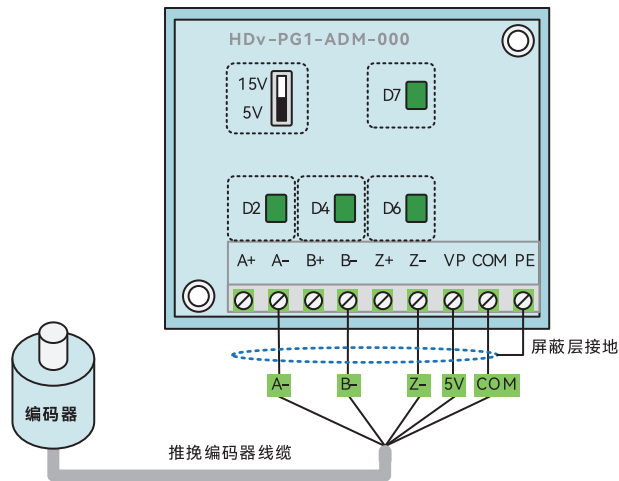 HDv-PG1-ADM-000
15V
5V
D7
D2
D4
D6
A+ A- B+ B- Z+ Z- VP COM PE
屏蔽层接地
A- B- Z- 5V COM
编码器
推挽编码器线缆